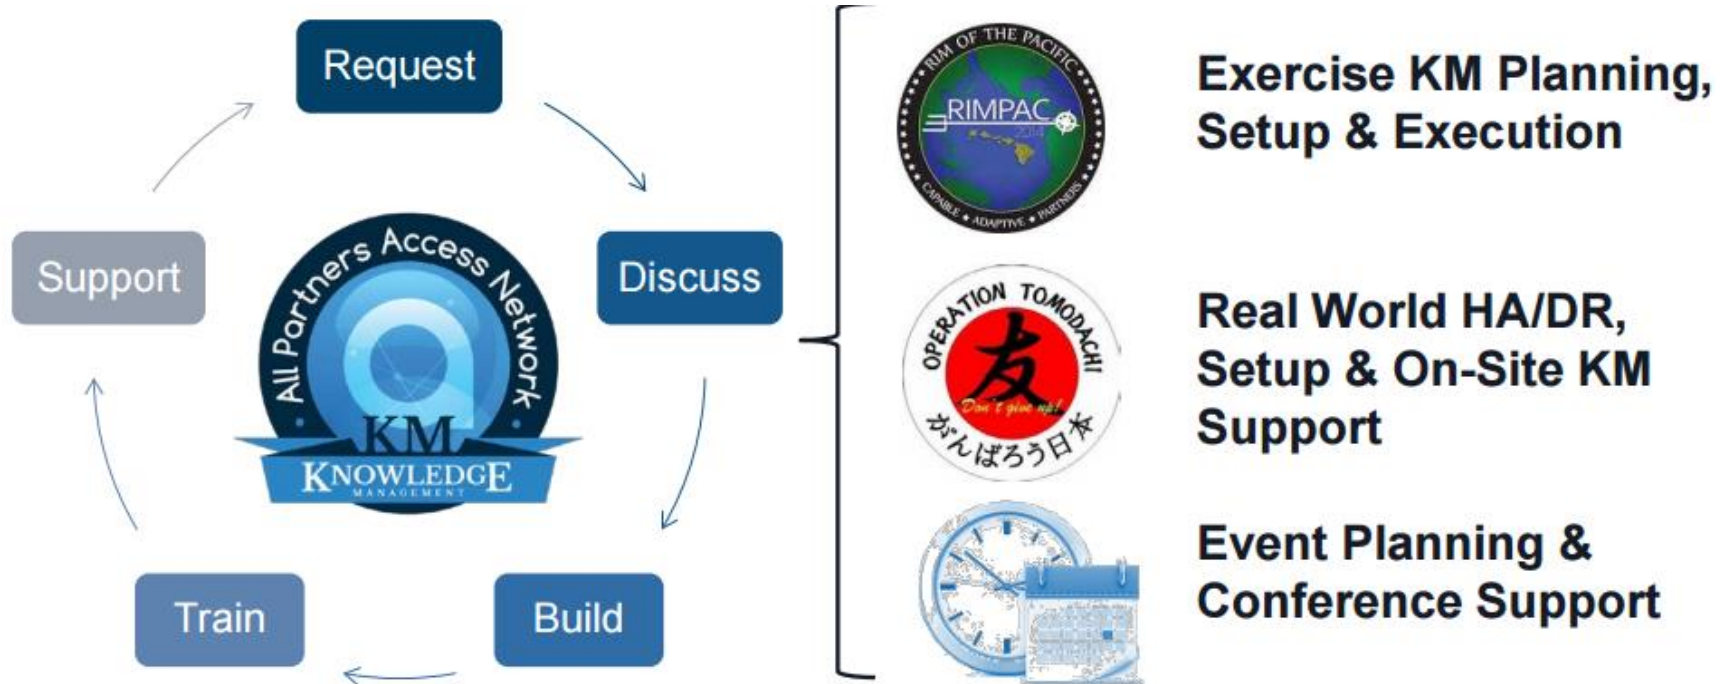 Request
Discuss
Build
Train
Support
All Partners Access Network
KM
KNOWLEDGE
MANAGEMENT
RIM OF THE PACIFIC
RIMPAC
2014
CAPABLE ★ ADAPTIVE ★ PARTNERS
Exercise KM Planning,
Setup & Execution
OPERATION TOMODACHI
友
Don't give up!
がんばろう日本
Real World HA/DR,
Setup & On-Site KM
Support
Event Planning &
Conference Support